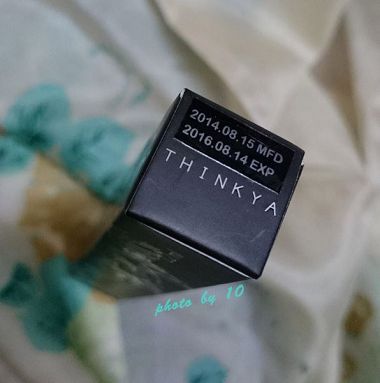 2014.08.15 MFD
2016.08.14 EXP
THINKYA
photo by 10